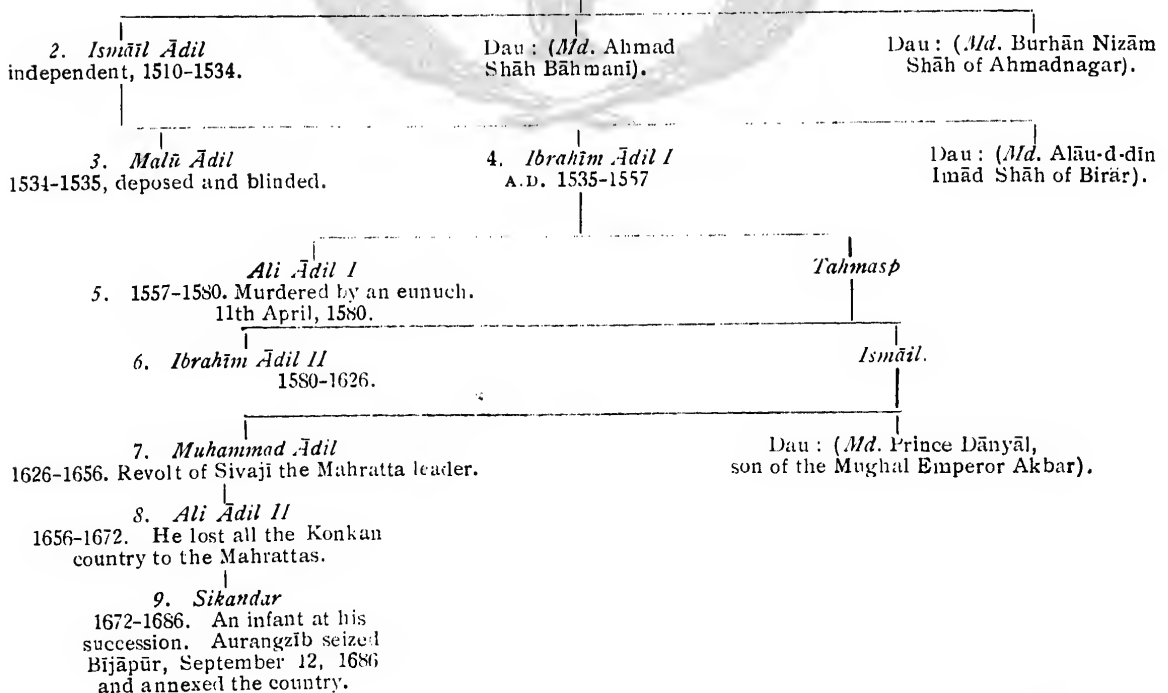 2. Ismāīl Ādil
independent, 1510-1534.
Dau : (Md. Ahmad
Shāh Bāhmani).
Dau : (Md. Burhān Nizām
Shāh of Ahmadnagar).
3. Malū Ādil
1534-1535, deposed and blinded.
4. Ibrahīm Ādil I
A.D. 1535-1557
Dau : (Md. Alāu-d-dīn
Imād Shāh of Birār).
Ali Ādil I
5. 1557-1580. Murdered by an eunuch.
11th April, 1580.
Tahmasp
6. Ibrahīm Ādil II
1580-1626.
Ismāīl.
7. Muhammad Ādil
1626-1656. Revolt of Sivajī the Mahratta leader.
Dau : (Md. Prince Dānyāl,
son of the Mughal Emperor Akbar).
8. Ali Ādil II
1656-1672. He lost all the Konkan
country to the Mahrattas.
9. Sikandar
1672-1686. An infant at his
succession. Aurangzīb seized
Bījāpūr, September 12, 1686
and annexed the country.